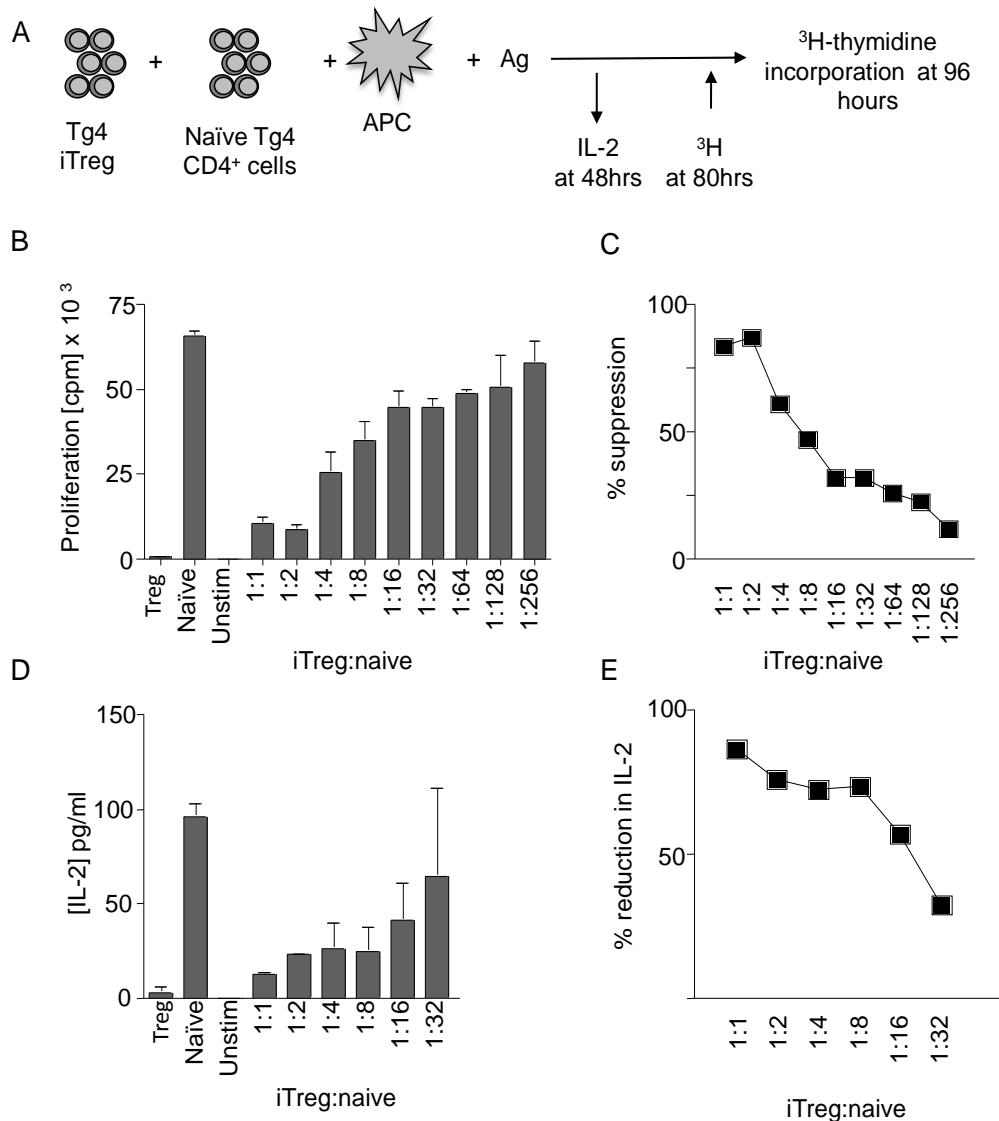 A
Tg4
iTreg
+
Naïve Tg4
CD4⁺ cells
+
APC
+ Ag
IL-2
at 48hrs
³H
at 80hrs
³H-thymidine
incorporation at 96
hours
B
Proliferation [cpm] x 10 ³
75
50
25
0
Treg
Naïve
Unstim
1:1
1:2
1:4
1:8
1:16
1:32
1:64
1:128
1:256
iTreg:naive
C
% suppression
100
50
0
1:1
1:2
1:4
1:8
1:16
1:32
1:64
1:128
1:256
iTreg:naive
D
[IL-2] pg/ml
150
100
50
0
Treg
Naïve
Unstim
1:1
1:2
1:4
1:8
1:16
1:32
iTreg:naive
E
% reduction in IL-2
100
50
1:1
1:2
1:4
1:8
1:16
1:32
iTreg:naive